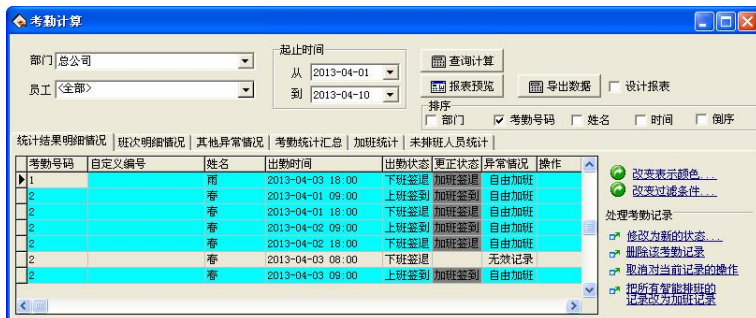 考勤计算
部门 总公司
员工 <全部>
起止时间
从 2013-04-01
到 2013-04-10
查询计算
报表预览 导出数据 设计报表
排序
部门 考勤号码 姓名 时间 倒序
统计结果明细情况 班次明细情况 其他异常情况 考勤统计汇总 加班统计 未排班人员统计
考勤号码 自定义编号 姓名 出勤时间 出勤状态 更正状态 异常情况 操作
1 雨 2013-04-03 18:00 下班签退 加班签退 自由加班
2 春 2013-04-01 09:00 上班签到 加班签到 自由加班
2 春 2013-04-01 18:00 下班签退 加班签退 自由加班
2 春 2013-04-02 09:00 上班签到 加班签到 自由加班
2 春 2013-04-02 18:00 下班签退 加班签退 自由加班
2 春 2013-04-03 08:00 下班签退 无效记录
2 春 2013-04-03 09:00 上班签到 加班签到 自由加班
改变表示颜色...
改变过滤条件...
处理考勤记录
修改为新的状态...
删除该考勤记录
取消对当前记录的操作
把所有智能排班的
记录改为加班记录